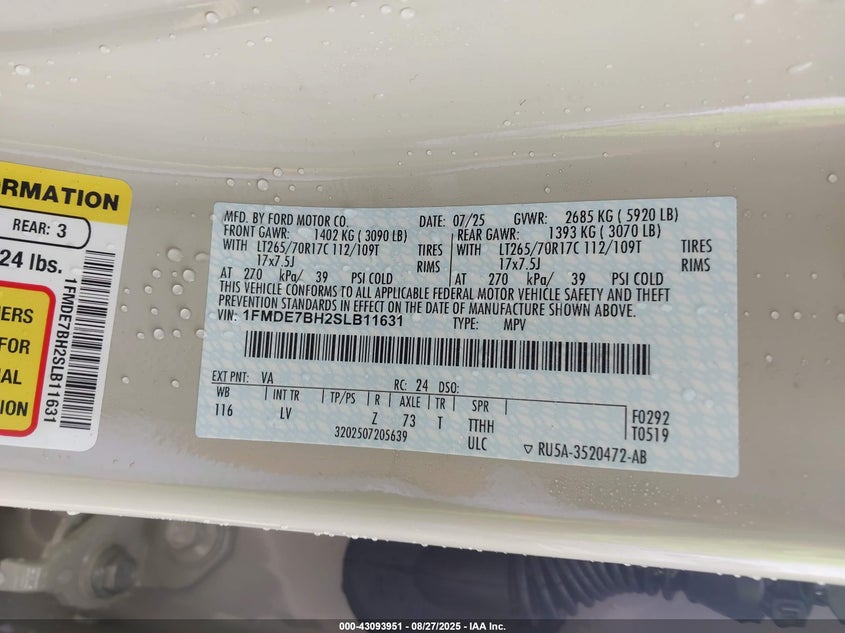 ORMATION
REAR: 3
24 lbs.
ERS
FOR
AL
ION
1FMDE7BH2SLB11631
MFD. BY FORD MOTOR CO. DATE: 07/25 GVWR: 2685 KG ( 5920 LB)
FRONT GAWR: 1402 KG ( 3090 LB) REAR GAWR: 1393 KG ( 3070 LB)
WITH LT265/70R17C 112/109T TIRES WITH LT265/70R17C 112/109T TIRES
17x7.5J RIMS 17x7.5J RIMS
AT 270 kPa/ 39 PSI COLD AT 270 kPa/ 39 PSI COLD
THIS VEHICLE CONFORMS TO ALL APPLICABLE FEDERAL MOTOR VEHICLE SAFETY AND THEFT
PREVENTION STANDARDS IN EFFECT ON THE DATE OF MANUFACTURE SHOWN ABOVE.
VIN: 1FMDE7BH2SLB11631 TYPE: MPV
EXT PNT: VA RC: 24 DSO:
WB INT TR TP/PS R AXLE TR SPR
116 LV Z 73 T TTHH
ULC
3202507205639
F0292
T0519
▽ RU5A-3520472-AB
000-43093951 | 08/27/2025 - IAA Inc.